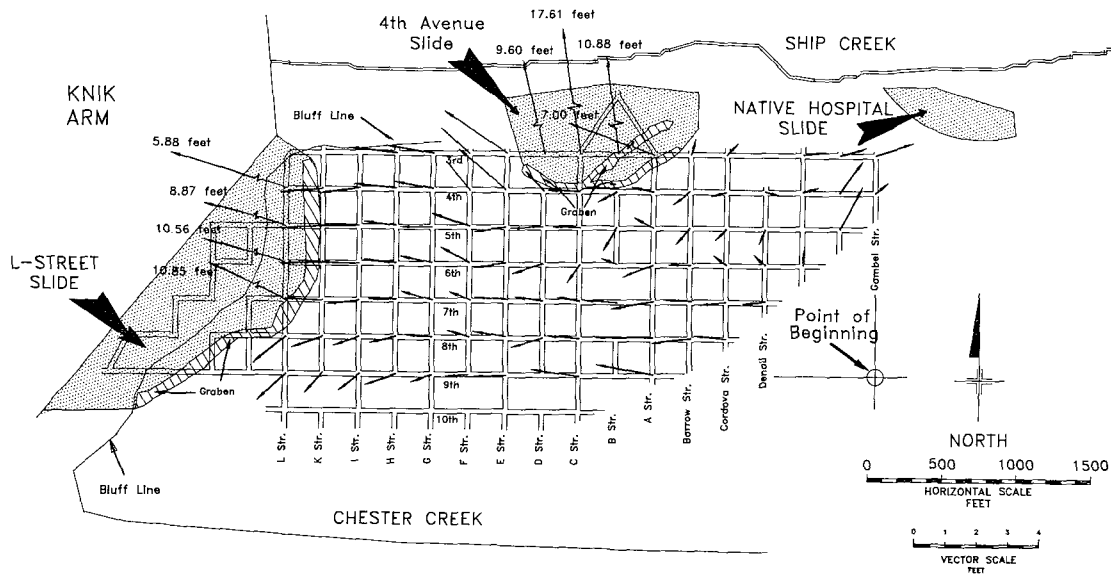 17.61 feet
4th Avenue
Slide
9.60 feet
10.88 feet
SHIP CREEK
KNIK
ARM
NATIVE HOSPITAL
SLIDE
Bluff Line
7.00 feet
5.88 feet
3rd
8.87 feet
4th
Graben
10.56 feet
5th
Gambel Str.
L-STREET
SLIDE
10.85 feet
6th
7th
Point of
Beginning
8th
Graben
9th
10th
L Str.
K Str.
I Str.
H Str.
G Str.
F Str.
E Str.
D Str.
C Str.
B Str.
A Str.
Barrow Str.
Cordova Str.
Denali Str.
NORTH
Bluff Line
0 500 1000 1500
HORIZONTAL SCALE
FEET
CHESTER CREEK
0 1 2 3 4
VECTOR SCALE
FEET